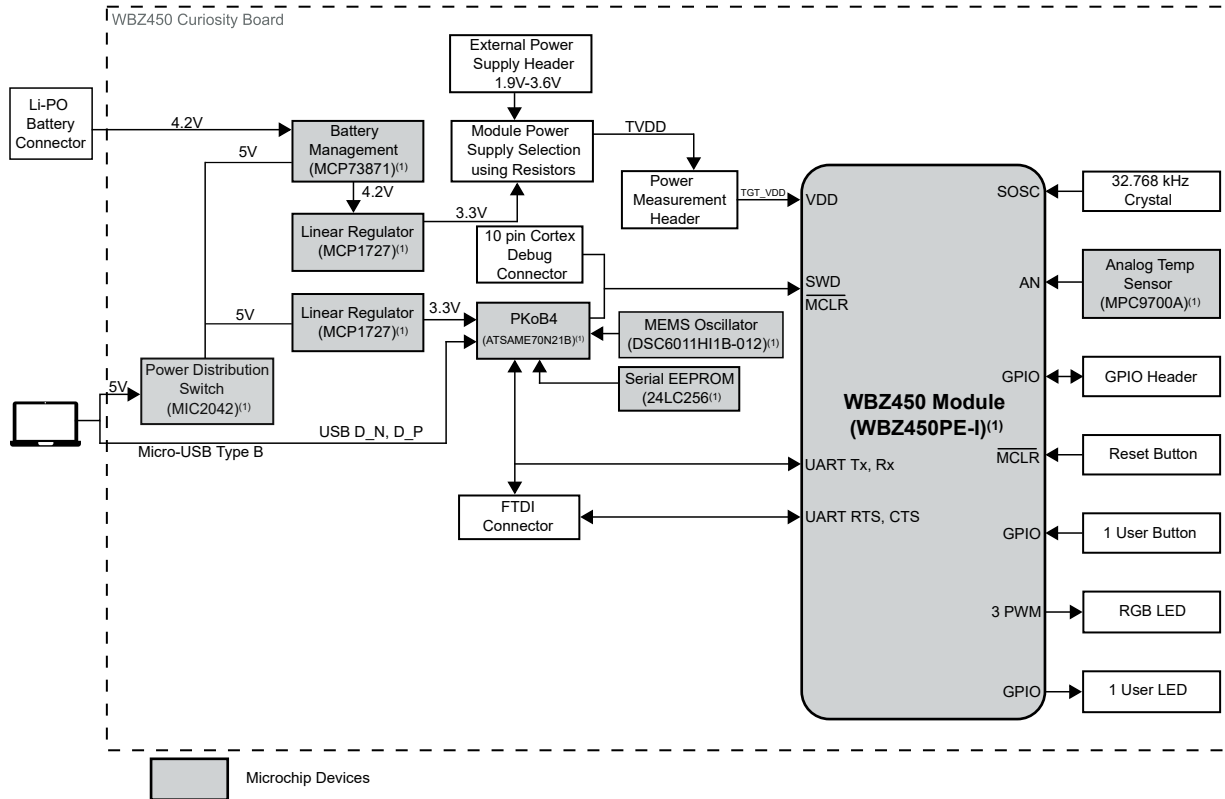 WBZ450 Curiosity Board
External Power
Supply Header
1.9V-3.6V
Li-PO
Battery
Connector
4.2V
Battery
Management
(MCP73871)(1)
5V
4.2V
Module Power
Supply Selection
using Resistors
TVDD
Power
Measurement
Header
TGT_VDD
Linear Regulator
(MCP1727)(1)
3.3V
10 pin Cortex
Debug
Connector
Linear Regulator
(MCP1727)(1)
5V
3.3V
PKoB4
(ATSAME70N21B)(1)
MEMS Oscillator
(DSC6011HI1B-012)(1)
Serial EEPROM
(24LC256(1)
Power Distribution
Switch
(MIC2042)(1)
5V
USB D_N, D_P
Micro-USB Type B
FTDI
Connector
VDD
SWD
MCLR
UART Tx, Rx
UART RTS, CTS
WBZ450 Module
(WBZ450PE-I)(1)
SOSC
AN
GPIO
MCLR
GPIO
3 PWM
GPIO
32.768 kHz
Crystal
Analog Temp
Sensor
(MPC9700A)(1)
GPIO Header
Reset Button
1 User Button
RGB LED
1 User LED
Microchip Devices